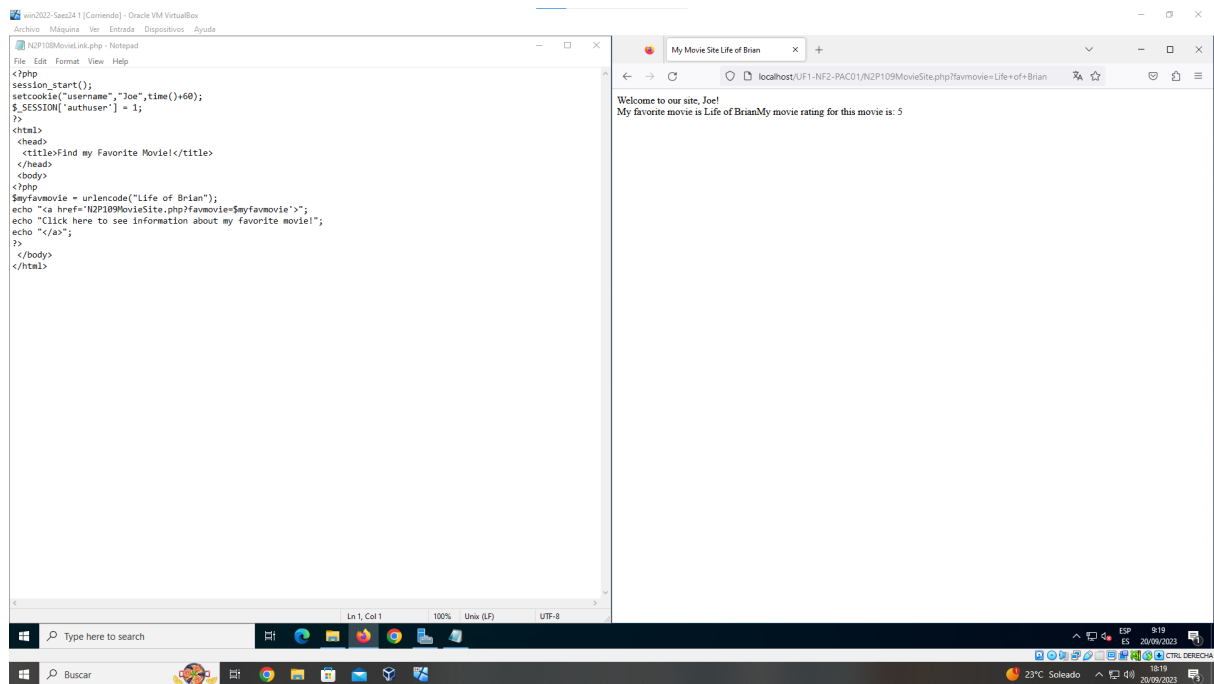 win2022-Saez24 1 [Corriendo] - Oracle VM VirtualBox
Archivo Máquina Ver Entrada Dispositivos Ayuda
N2P108MovieLink.php - Notepad
File Edit Format View Help
<?php
session_start();
setcookie("username","Joe",time()+60);
$_SESSION['authuser'] = 1;
?>
<html>
<head>
<title>Find my Favorite Movie!</title>
</head>
<body>
<?php
$myfavmovie = urlencode("Life of Brian");
echo "<a href='N2P109MovieSite.php?favmovie=$myfavmovie'>";
echo "Click here to see information about my favorite movie!";
echo "</a>";
?>
</body>
</html>
Ln 1, Col 1 100% Unix (LF) UTF-8
My Movie Site Life of Brian
localhost/UF1-NF2-PAC01/N2P109MovieSite.php?favmovie=Life+of+Brian
Welcome to our site, Joe!
My favorite movie is Life of BrianMy movie rating for this movie is: 5
Type here to search
ESP 9:19
ES 20/09/2023
1
CTRL DERECHA
Buscar
23°C Soleado
18:19
20/09/2023
3